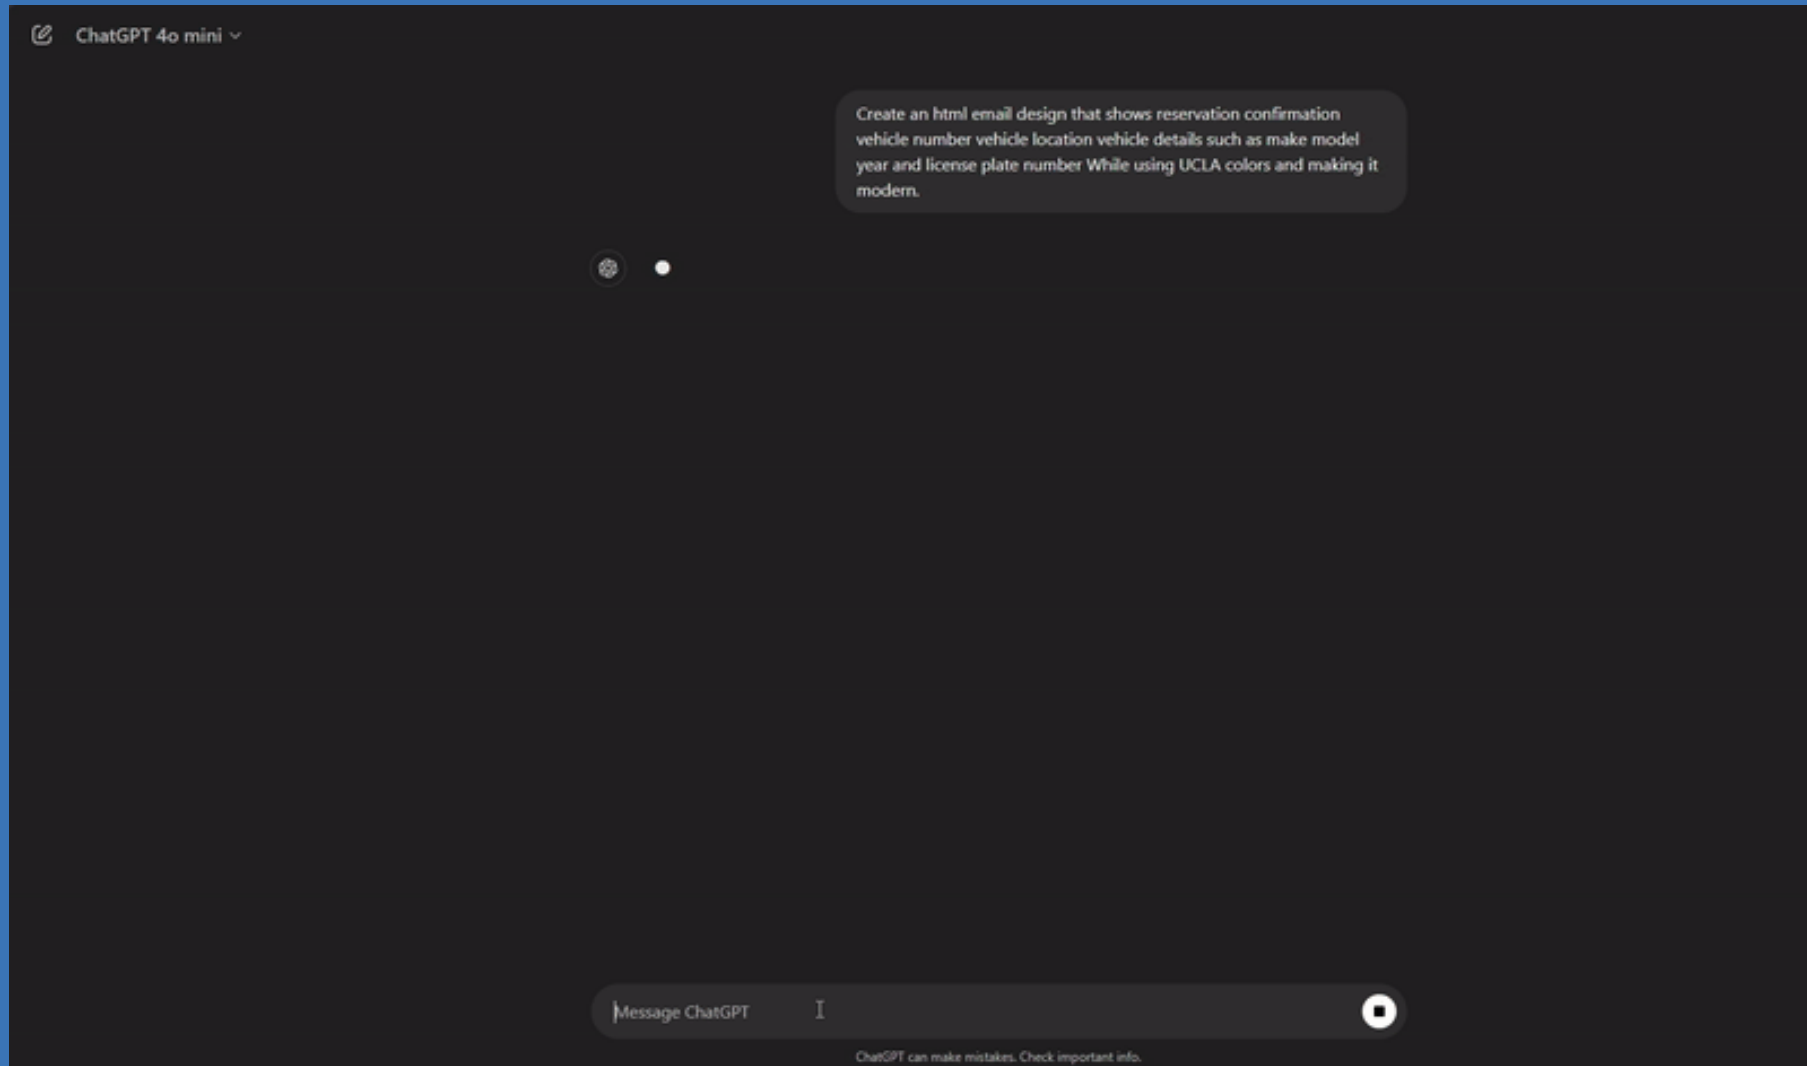 ChatGPT 4o mini
Create an html email design that shows reservation confirmation
vehicle number vehicle location vehicle details such as make model
year and license plate number While using UCLA colors and making it
modern.
Message ChatGPT
ChatGPT can make mistakes. Check important info.